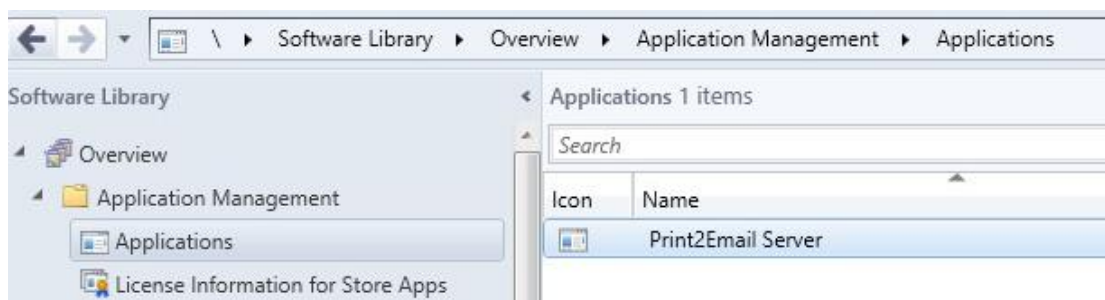 \ Software Library Overview Application Management Applications
Software Library
Overview
Application Management
Applications
License Information for Store Apps
Applications 1 items
Search
Icon Name
Print2Email Server